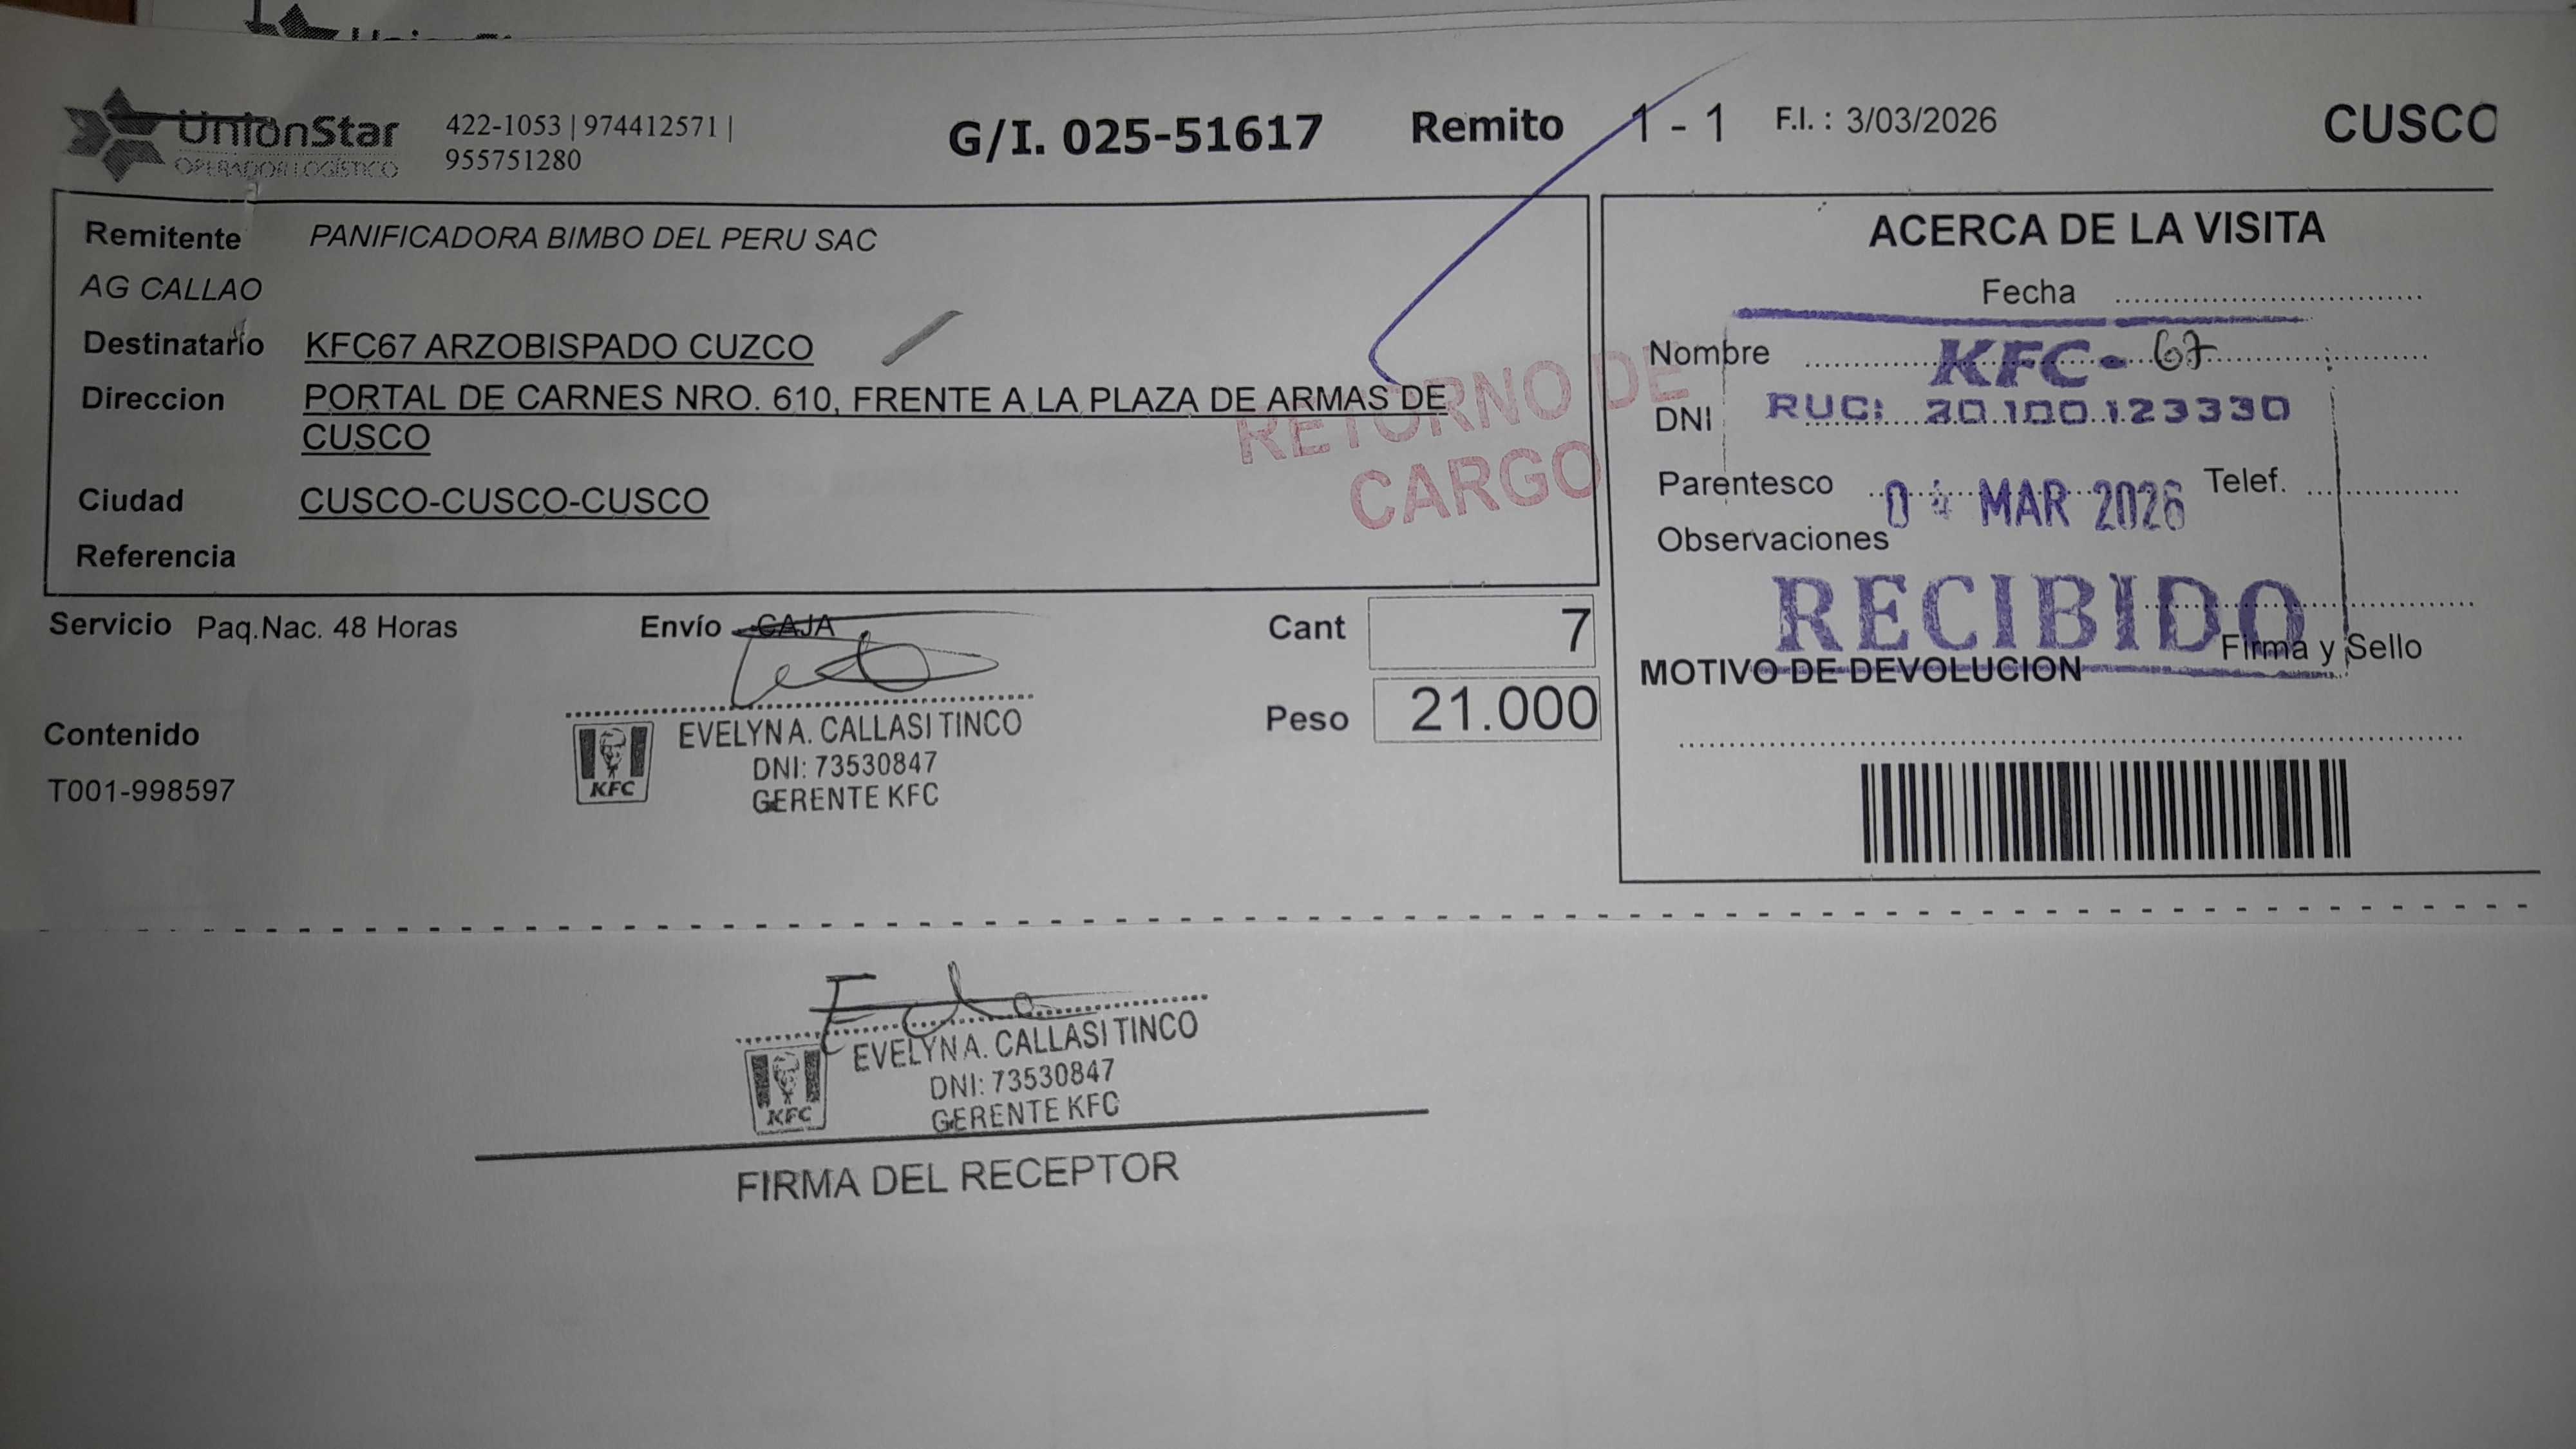 UnionStar
OPERADOR LOGÍSTICO
422-1053 | 974412571 |
955751280
G/I. 025-51617
Remito 1 - 1
F.I. : 3/03/2026
CUSCO
Remitente PANIFICADORA BIMBO DEL PERU SAC
AG CALLAO
Destinatario KFC67 ARZOBISPADO CUZCO
Direccion PORTAL DE CARNES NRO. 610, FRENTE A LA PLAZA DE ARMAS DE
CUSCO
Ciudad CUSCO-CUSCO-CUSCO
Referencia
RETORNO DE
CARGO
ACERCA DE LA VISITA
Fecha
Nombre KFC- 67
DNI RUC: 20.100.123330
Parentesco Telef.
MAR 2026
Observaciones
RECIBIDO
Firma y Sello
MOTIVO DE DEVOLUCION
Servicio Paq.Nac. 48 Horas
Envío CAJA
Cant 7
Peso 21.000
Contenido
T001-998597
KFC
EVELYN A. CALLASI TINCO
DNI: 73530847
GERENTE KFC
KFC
EVELYN A. CALLASI TINCO
DNI: 73530847
GERENTE KFC
FIRMA DEL RECEPTOR